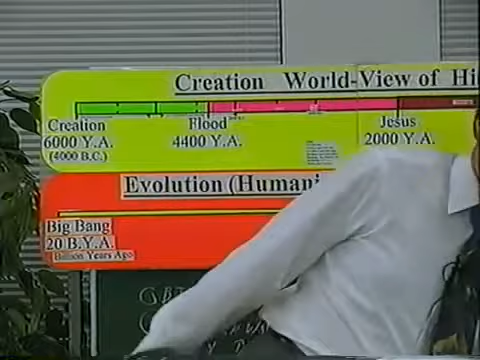 Creation World-View of Hi
Creation
6000 Y.A.
(4000 B.C.)
Flood
4400 Y.A.
Jesus
2000 Y.A.
Evolution (Humani
Big Bang
20 B.Y.A.
Billion Years Ago